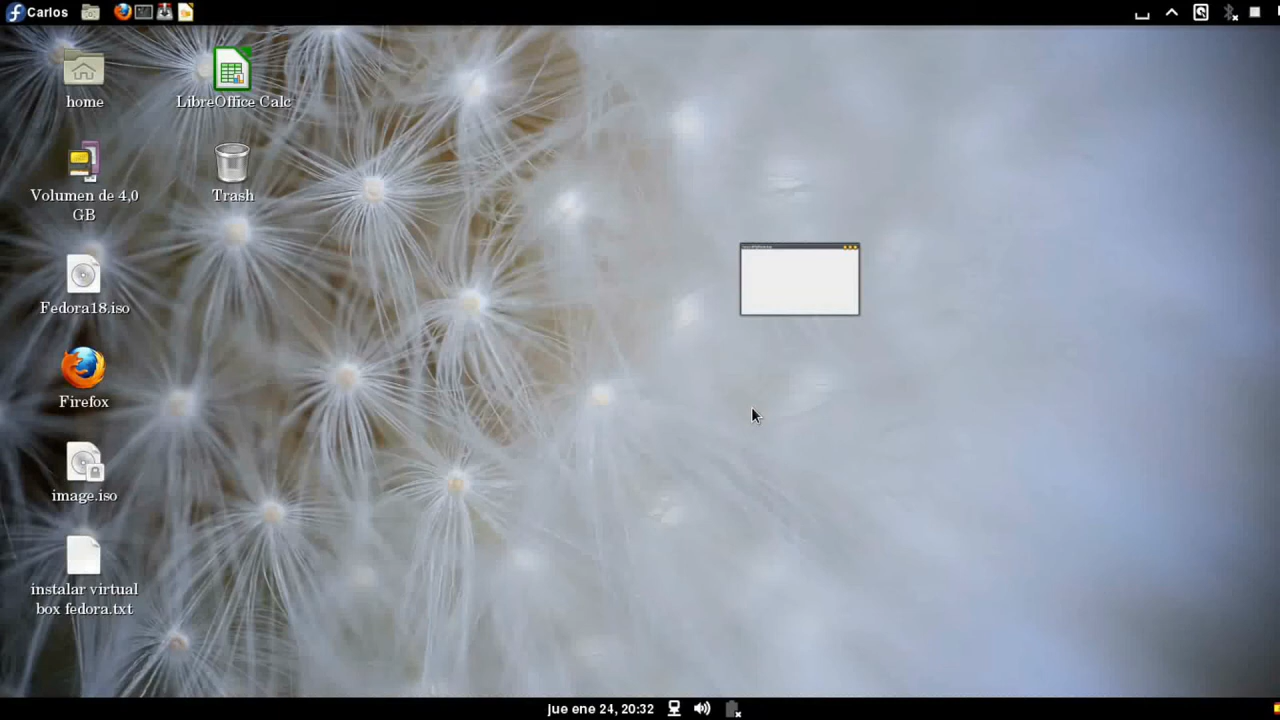 Carlos
home
LibreOffice Calc
Volumen de 4,0
GB
Trash
Fedora18.iso
Firefox
image.iso
instalar virtual
box fedora.txt
jue ene 24, 20:32